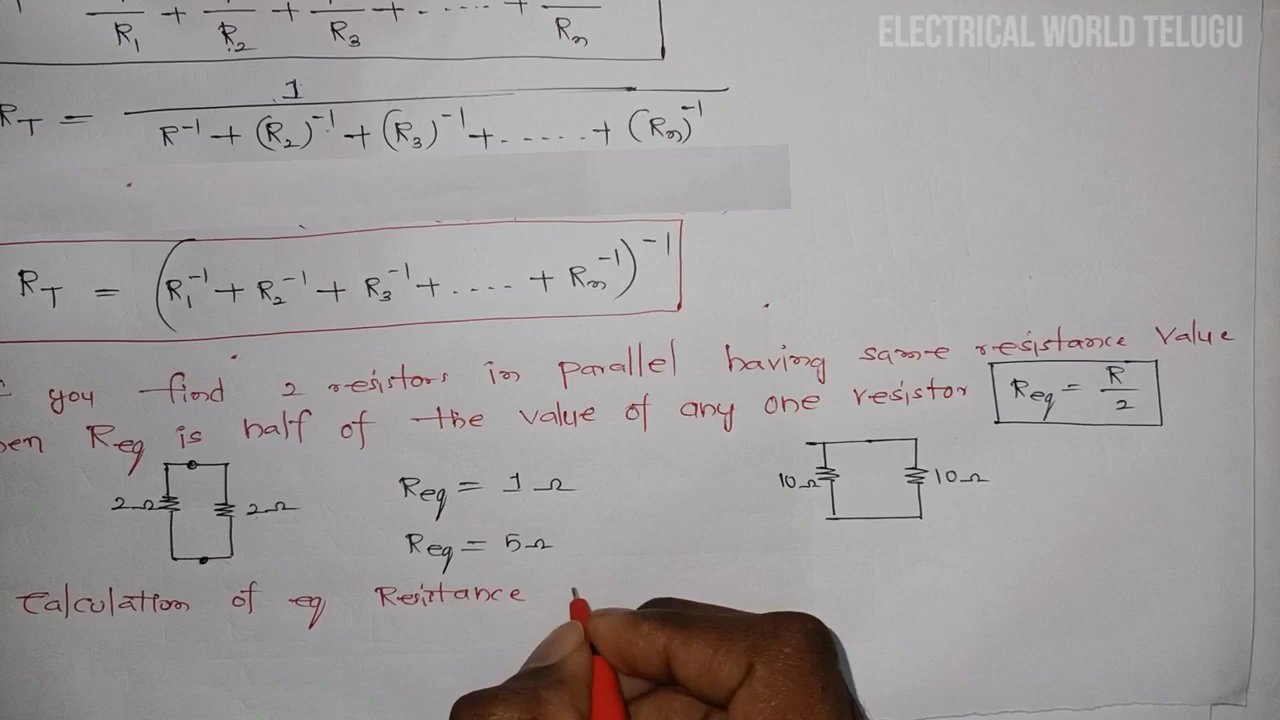 ELECTRICAL WORLD TELUGU
R₁ + R₂ + R₃ + ..... + Rₙ
R_T = 1 / (R⁻¹ + (R₂)⁻¹ + (R₃)⁻¹ + ...... + (Rₙ)⁻¹)
R_T = (R₁⁻¹ + R₂⁻¹ + R₃⁻¹ + ..... + Rₙ⁻¹)⁻¹
you find 2 resistors in parallel having same resistance value
Req is half of the value of any one resistor Req = R/2
2Ω 2Ω Req = 1Ω 10Ω 10Ω
Req = 5Ω
Calculation of eq Resitance